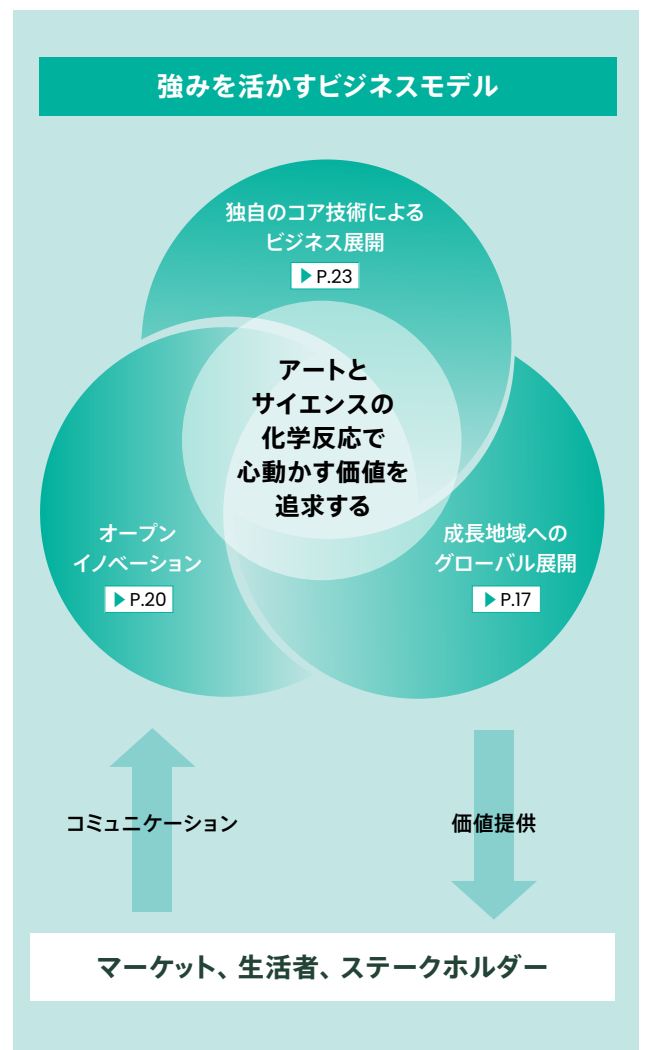 強みを活かすビジネスモデル
独自のコア技術による
ビジネス展開
▶ P.23
アートと
サイエンスの
化学反応で
心動かす価値を
追求する
オープン
イノベーション
▶ P.20
成長地域への
グローバル展開
▶ P.17
コミュニケーション
価値提供
マーケット、生活者、ステークホルダー